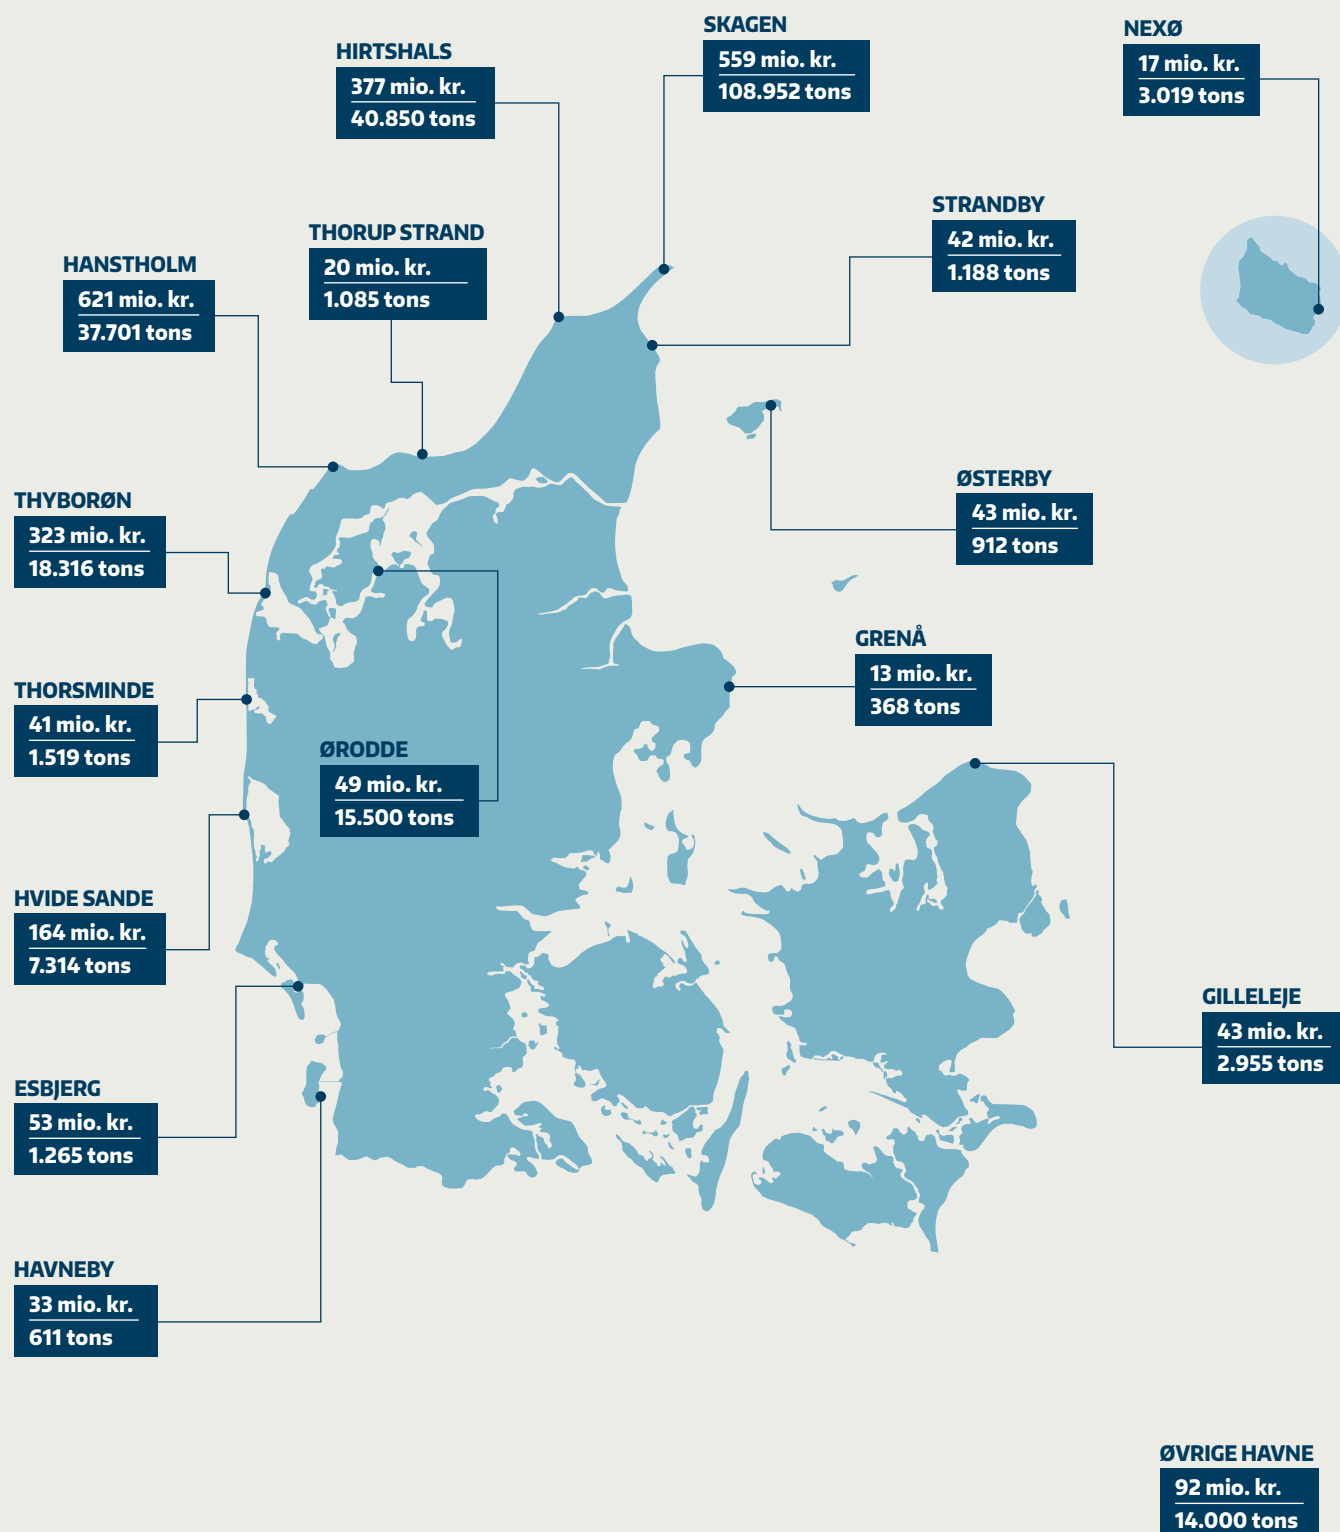 SKAGEN
559 mio. kr.
108.952 tons
NEXØ
17 mio. kr.
3.019 tons
HIRTSHALS
377 mio. kr.
40.850 tons
STRANDBY
42 mio. kr.
1.188 tons
THORUP STRAND
20 mio. kr.
1.085 tons
HANSTHOLM
621 mio. kr.
37.701 tons
ØSTERBY
43 mio. kr.
912 tons
THYBORØN
323 mio. kr.
18.316 tons
GRENÅ
13 mio. kr.
368 tons
THORSMINDE
41 mio. kr.
1.519 tons
ØRODDE
49 mio. kr.
15.500 tons
HVIDE SANDE
164 mio. kr.
7.314 tons
GILLELEJE
43 mio. kr.
2.955 tons
ESBJERG
53 mio. kr.
1.265 tons
HAVNEBY
33 mio. kr.
611 tons
ØVRIGE HAVNE
92 mio. kr.
14.000 tons